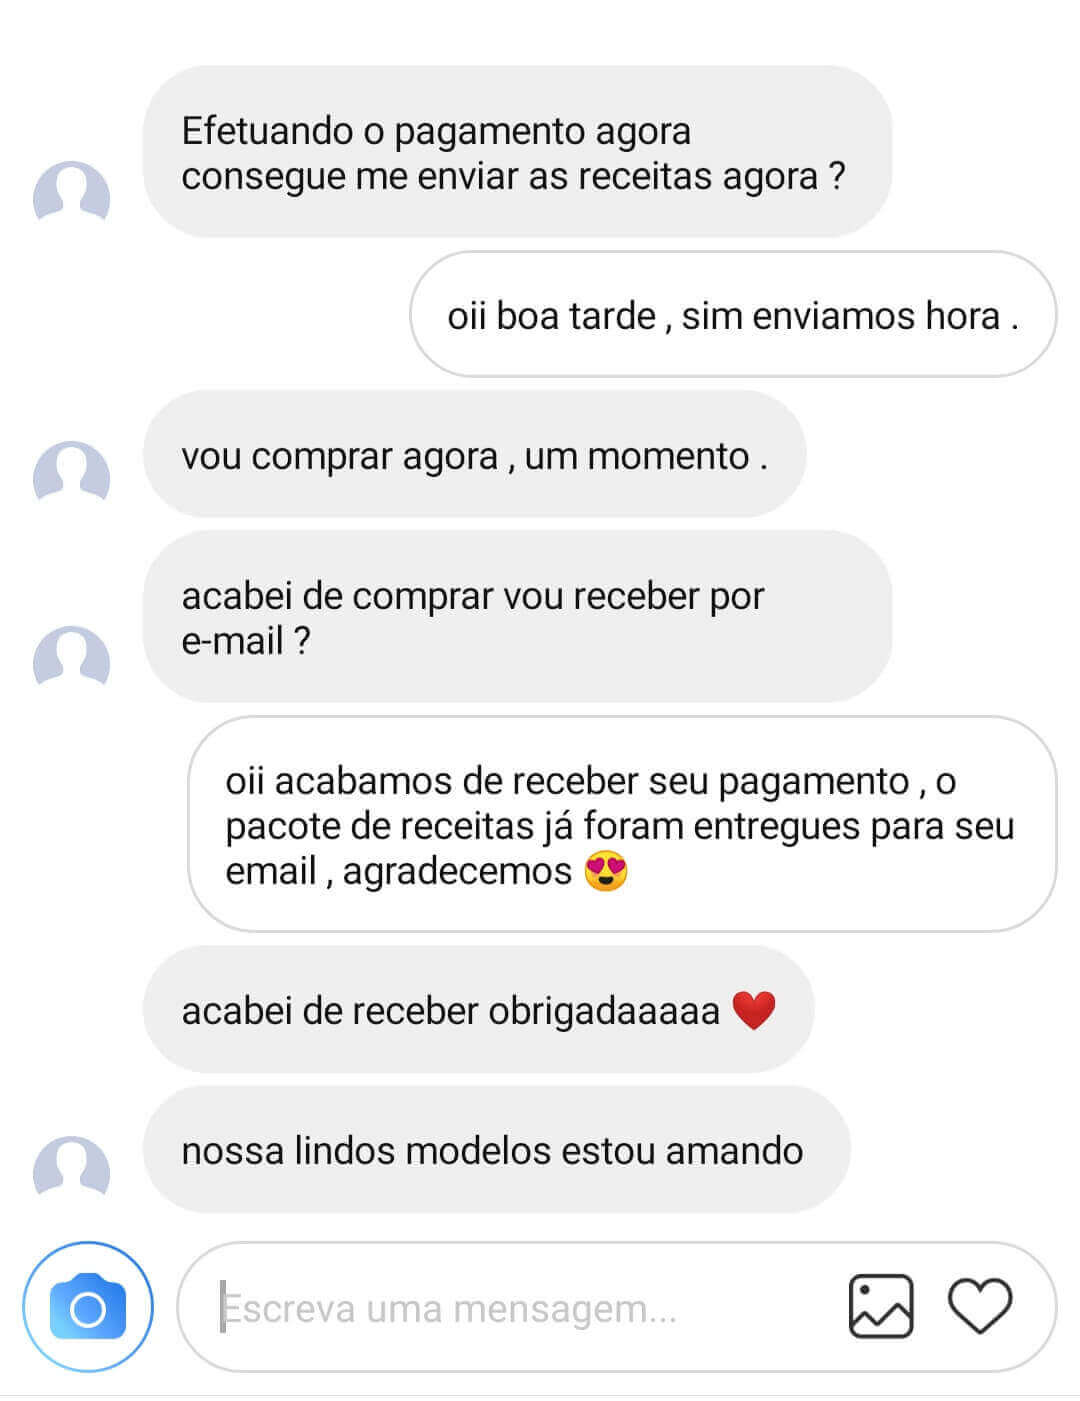 Efetuando o pagamento agora
consegue me enviar as receitas agora ?
oii boa tarde , sim enviamos hora .
vou comprar agora , um momento .
acabei de comprar vou receber por
e-mail ?
oii acabamos de receber seu pagamento , o
pacote de receitas já foram entregues para seu
email , agradecemos 😍
acabei de receber obrigadaaaaa ❤️
nossa lindos modelos estou amando
Escreva uma mensagem...